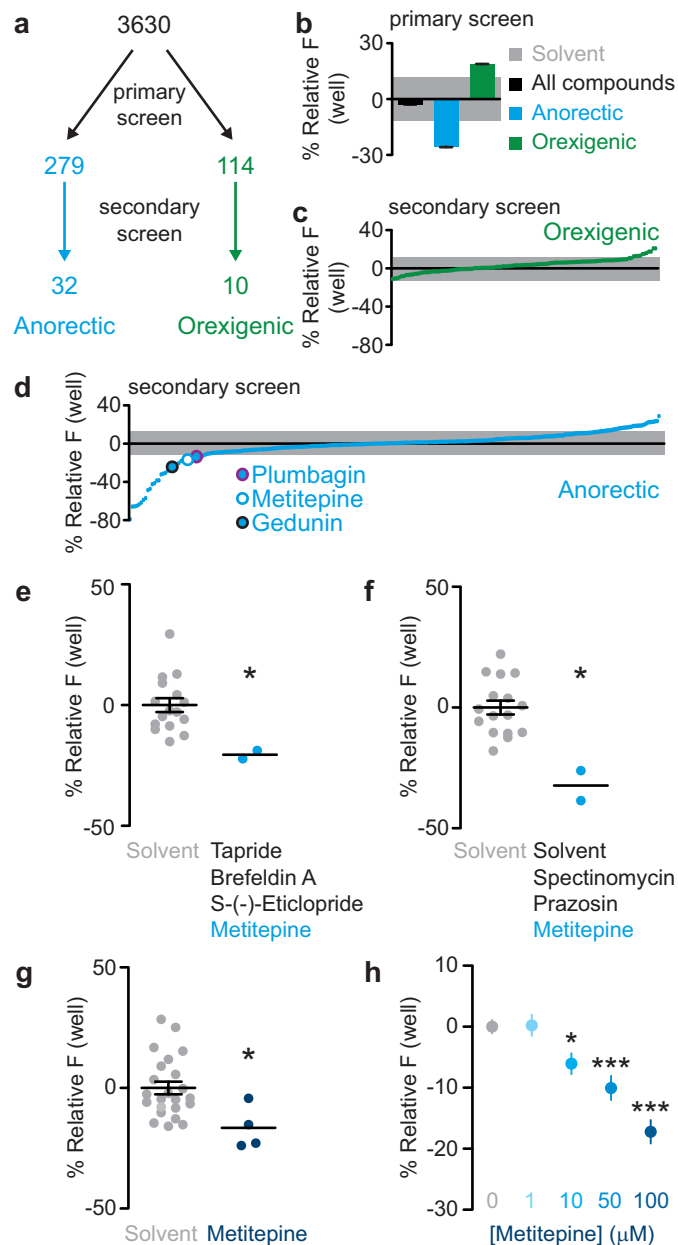 a
3630
primary
screen
279
114
secondary
screen
32
10
Anorectic
Orexigenic
b
primary screen
% Relative F
(well)
30
0
-30
Solvent
All compounds
Anorectic
Orexigenic
c
secondary screen
Orexigenic
% Relative F
(well)
40
0
-40
-80
d
secondary screen
% Relative F (well)
40
0
-40
-80
Plumbagin
Metitepine
Gedunin
Anorectic
e
% Relative F (well)
50
0
-50
*
Solvent
Tapride
Brefeldin A
S-(-)-Eticlopride
Metitepine
f
% Relative F (well)
50
0
-50
*
Solvent
Solvent
Spectinomycin
Prazosin
Metitepine
g
% Relative F (well)
50
0
-50
*
Solvent
Metitepine
h
% Relative F (well)
10
0
-10
-20
-30
*
***
***
0 1 10 50 100
[Metitepine] (μM)